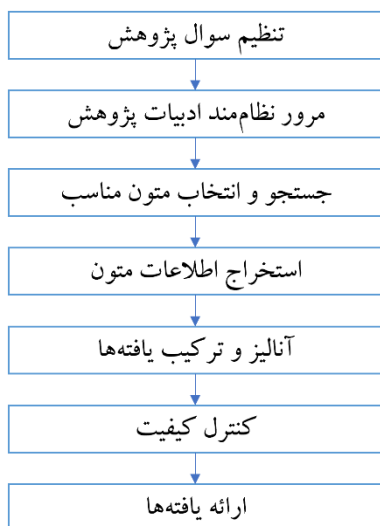 تنظیم سوال پژوهش
مرور نظام‌مند ادبیات پژوهش
جستجو و انتخاب متون مناسب
استخراج اطلاعات متون
آنالیز و ترکیب یافته‌ها
کنترل کیفیت
ارائه یافته‌ها